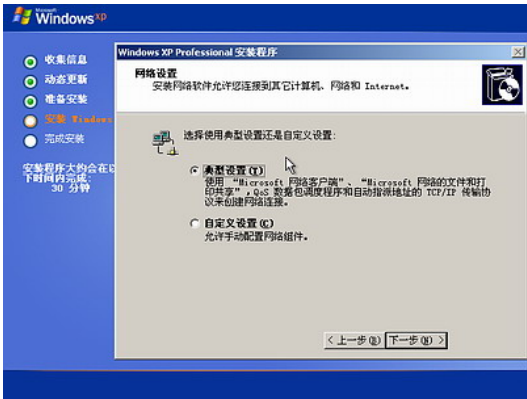 Microsoft
Windows xp
收集信息
动态更新
准备安装
安装 Windows
完成安装
安装程序大约会在以
下时间内完成:
30 分钟
Windows XP Professional 安装程序
网络设置
安装网络软件允许您连接到其它计算机、网络和 Internet。
选择使用典型设置还是自定义设置:
典型设置(T)
使用 “Microsoft 网络客户端”、“Microsoft 网络的文件和打
印共享”,QoS 数据包调度程序和自动指派地址的 TCP/IP 传输协
议来创建网络连接。
自定义设置(C)
允许手动配置网络组件。
< 上一步(B) 下一步(N) >